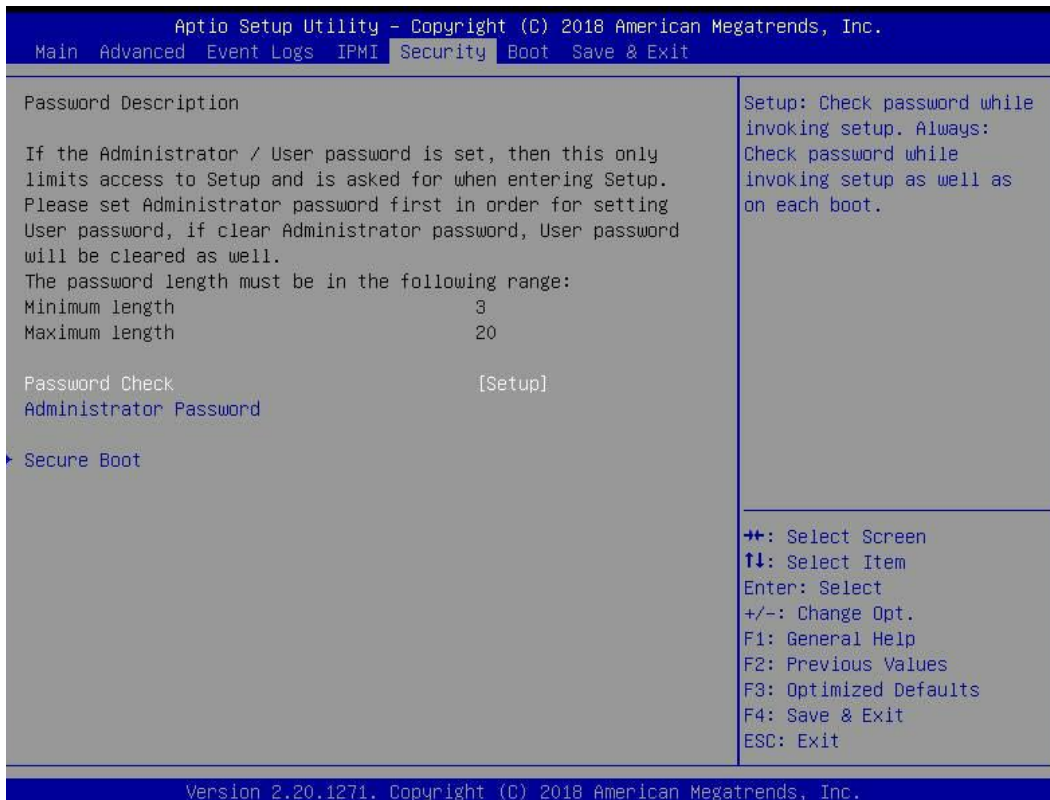 Aptio Setup Utility – Copyright (C) 2018 American Megatrends, Inc.
Main Advanced Event Logs IPMI Security Boot Save & Exit
Password Description
If the Administrator / User password is set, then this only
limits access to Setup and is asked for when entering Setup.
Please set Administrator password first in order for setting
User password, if clear Administrator password, User password
will be cleared as well.
The password length must be in the following range:
Minimum length 3
Maximum length 20
Password Check [Setup]
Administrator Password
Secure Boot
Setup: Check password while
invoking setup. Always:
Check password while
invoking setup as well as
on each boot.
→←: Select Screen
↑↓: Select Item
Enter: Select
+/-: Change Opt.
F1: General Help
F2: Previous Values
F3: Optimized Defaults
F4: Save & Exit
ESC: Exit
Version 2.20.1271. Copyright (C) 2018 American Megatrends, Inc.